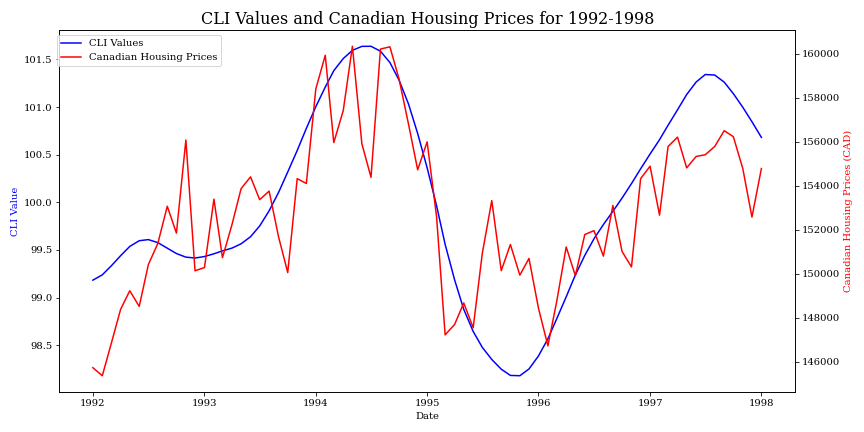 CLI Values and Canadian Housing Prices for 1992-1998
CLI Values
Canadian Housing Prices
101.5
101.0
100.5
100.0
99.5
99.0
98.5
CLI Value
160000
158000
156000
154000
152000
150000
148000
146000
Canadian Housing Prices (CAD)
1992 1993 1994 1995 1996 1997 1998
Date